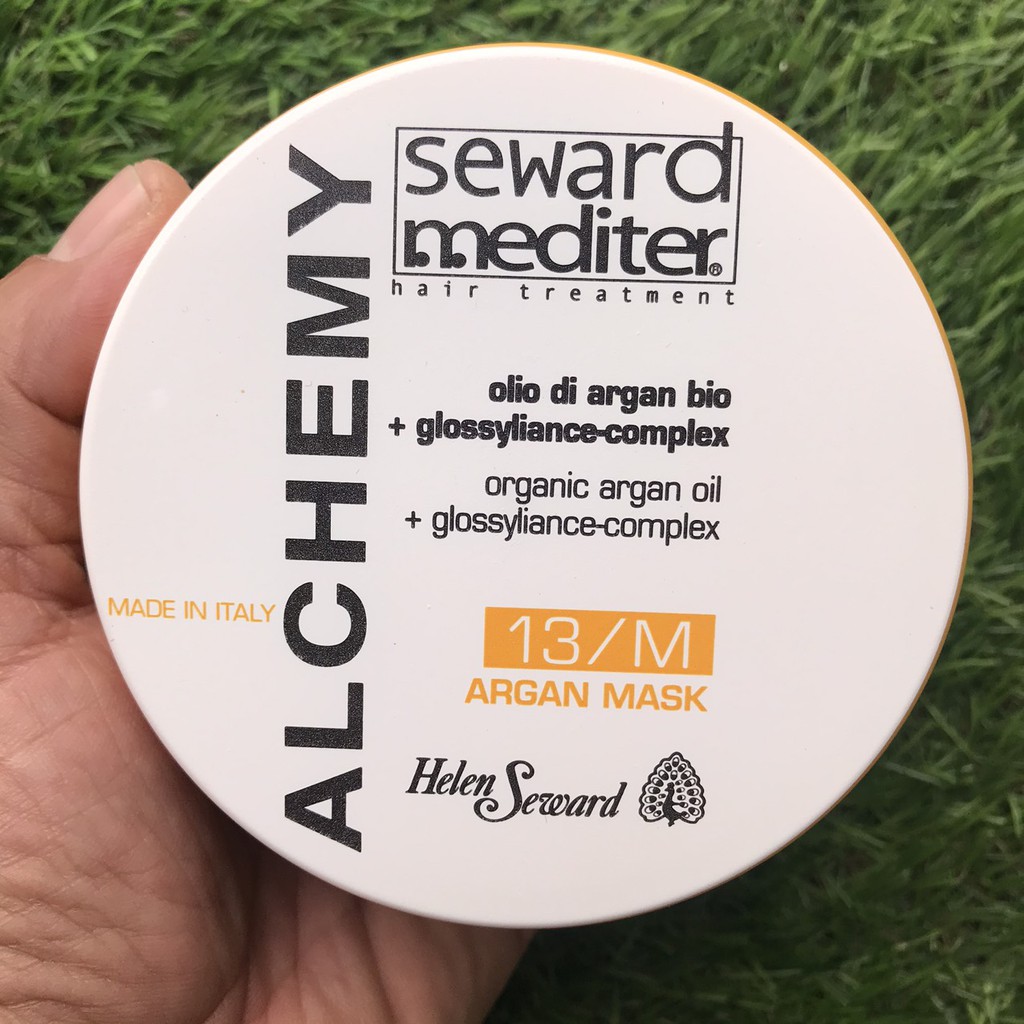 ALCHEMY
seward
mediter®
hair treatment
olio di argan bio
+ glossyliance-complex
organic argan oil
+ glossyliance-complex
MADE IN ITALY
13/M
ARGAN MASK
Helen Seward